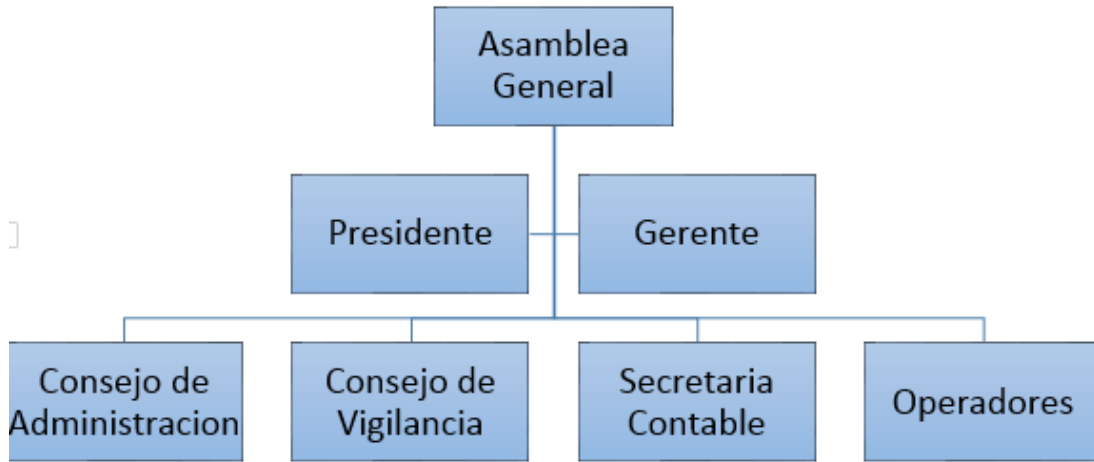 Asamblea
General
Presidente
Gerente
Consejo de
Administracion
Consejo de
Vigilancia
Secretaria
Contable
Operadores